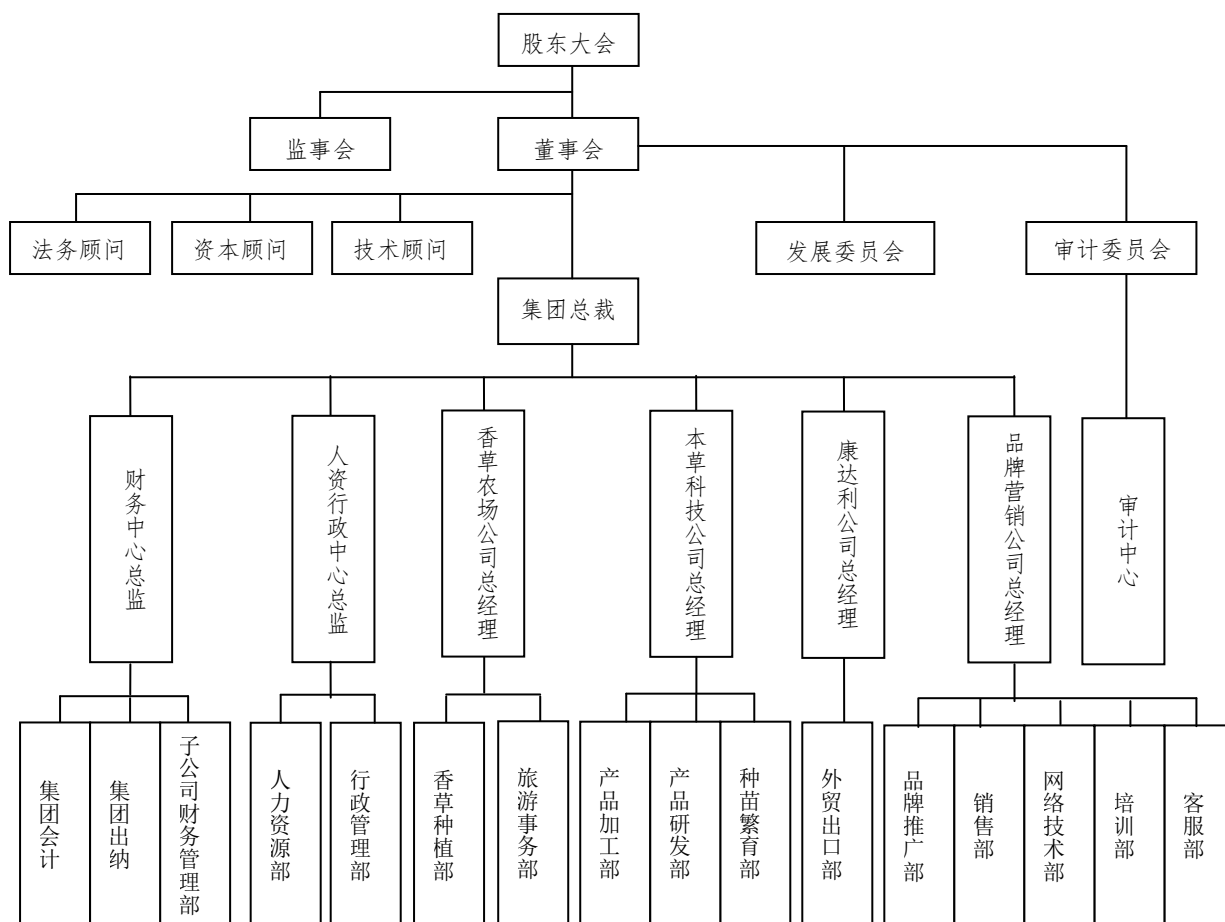 股东大会
监事会
董事会
法务顾问
资本顾问
技术顾问
发展委员会
审计委员会
集团总裁
财务中心总监
人资行政中心总监
香草农场公司总经理
本草科技公司总经理
康达利公司总经理
品牌营销公司总经理
审计中心
集团会计
集团出纳
子公司财务管理部
人力资源部
行政管理部
香草种植部
旅游事务部
产品加工部
产品研发部
种苗繁育部
外贸出口部
品牌推广部
销售部
网络技术部
培训部
客服部